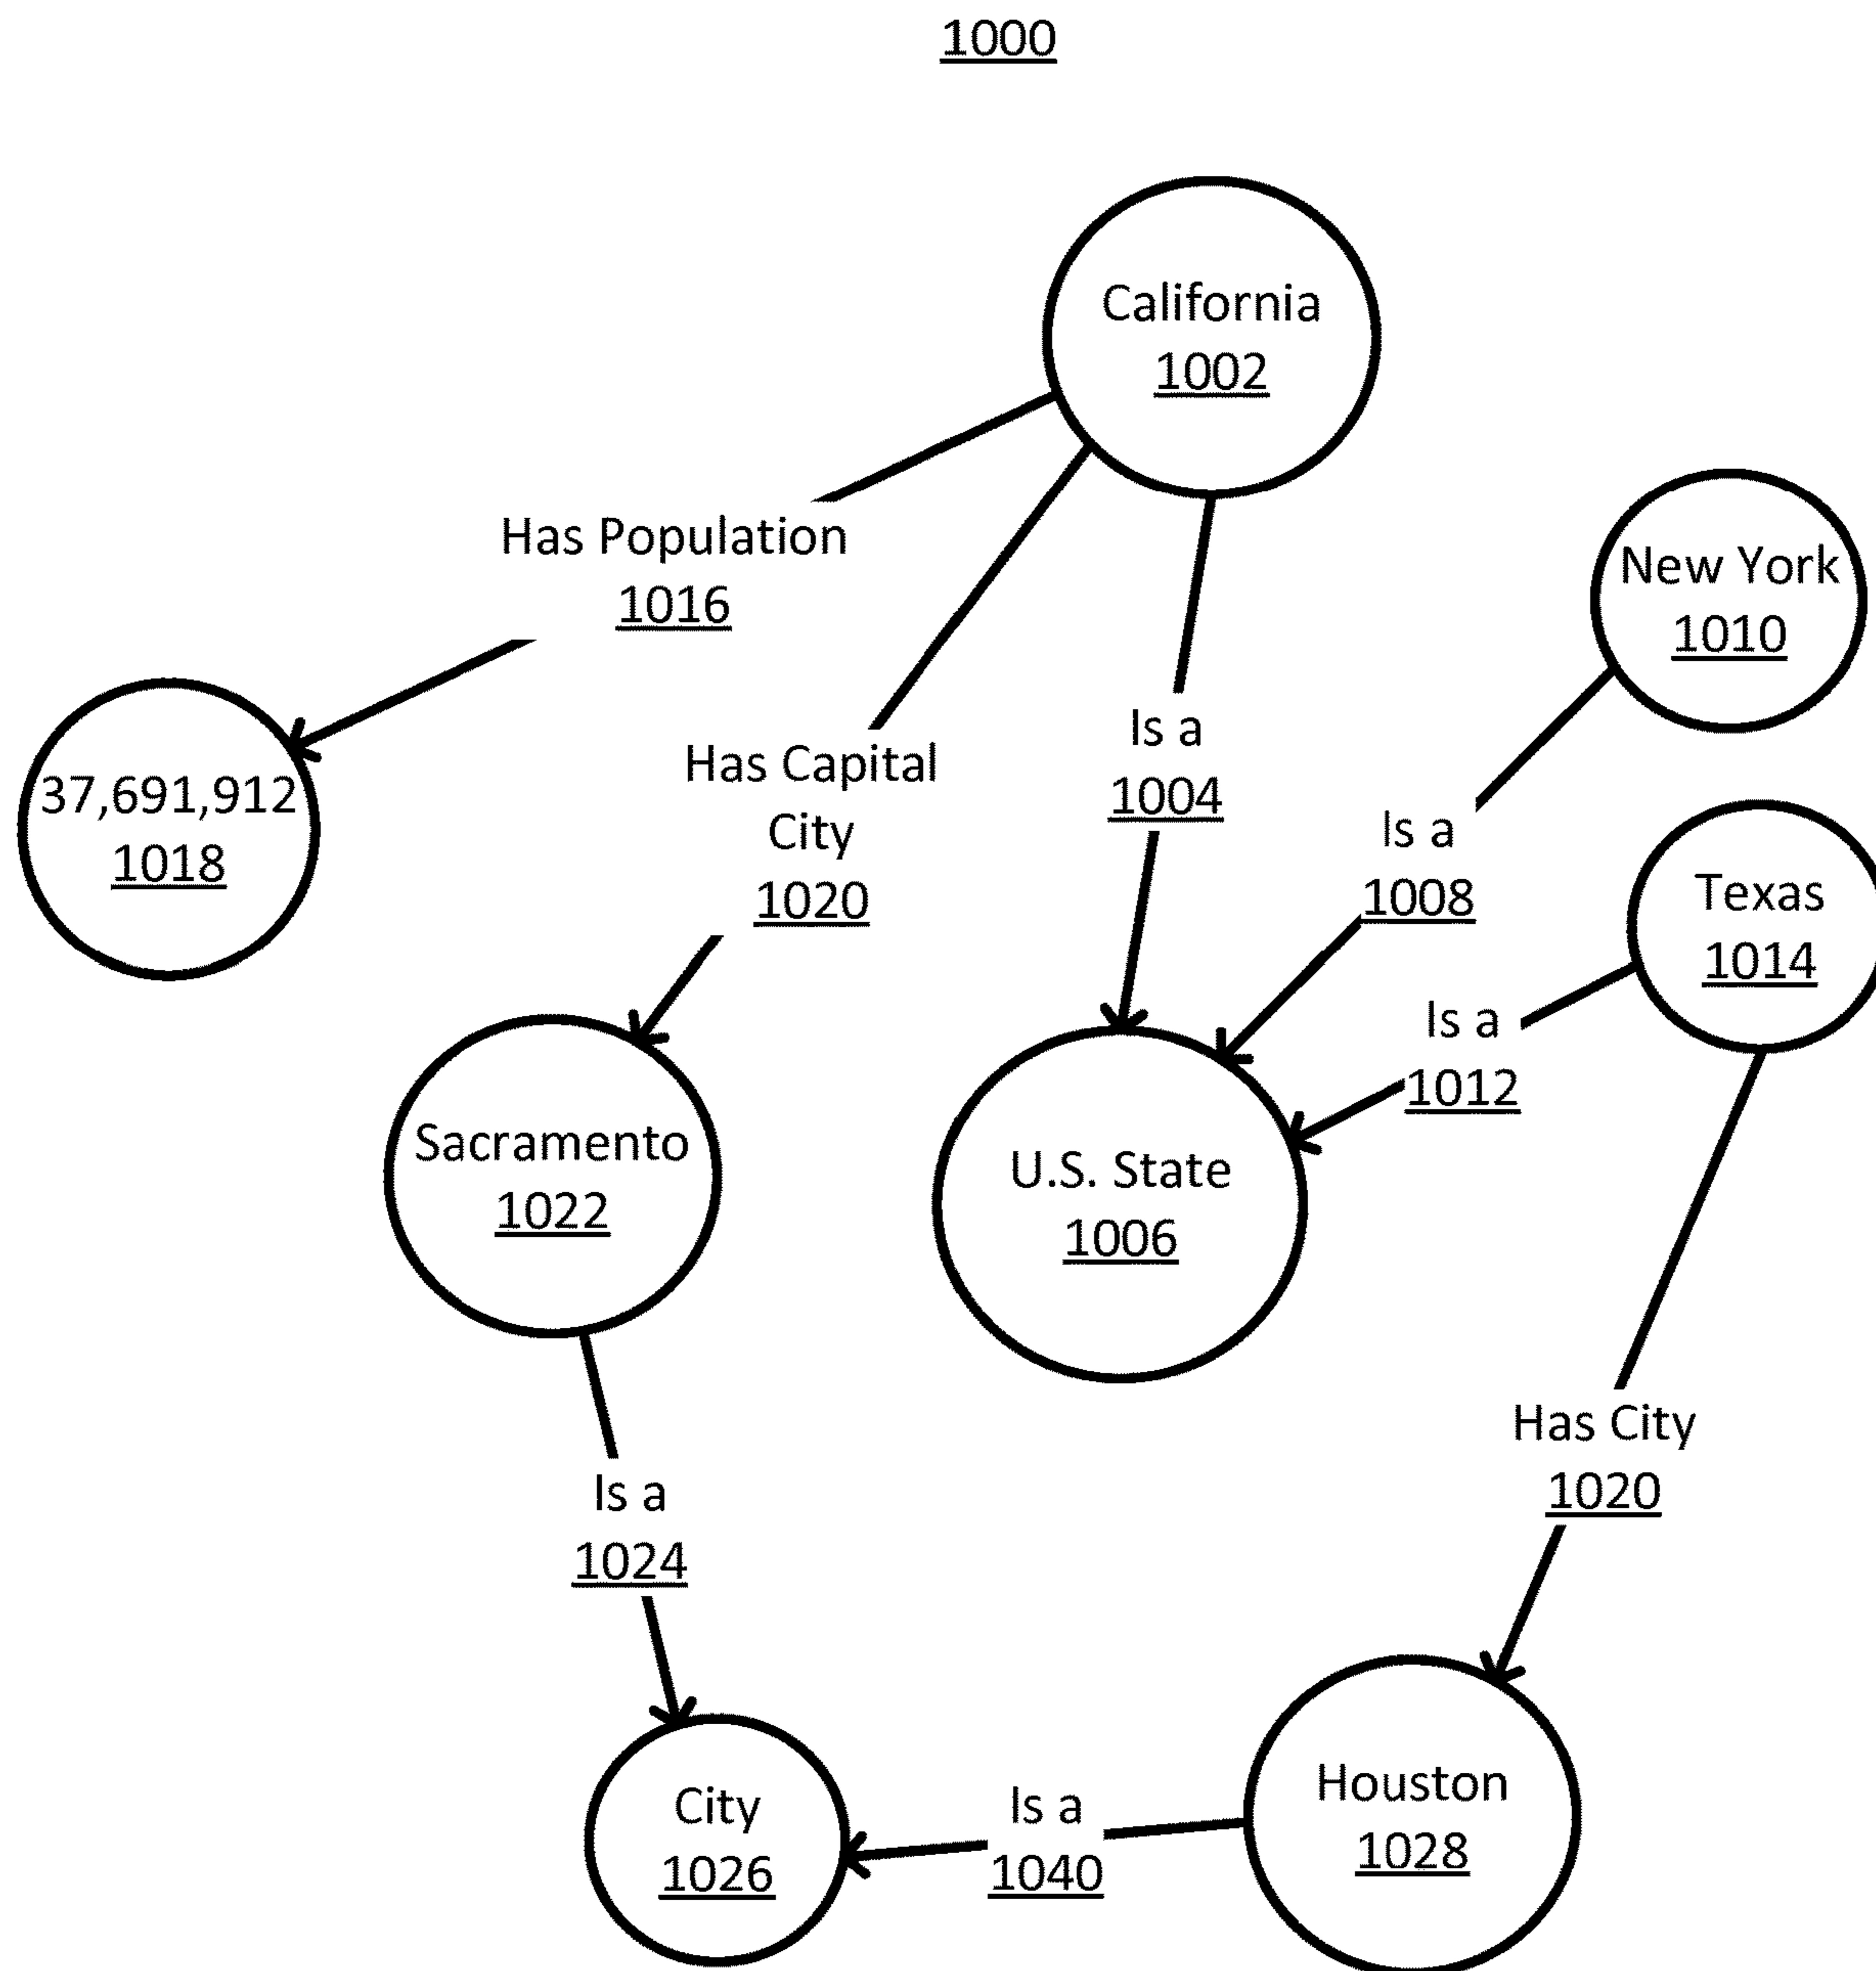 1000
California
1002
Has Population
1016
New York
1010
Is a
1004
Has Capital
City
1020
37,691,912
1018
Is a
1008
Texas
1014
Is a
1012
Sacramento
1022
U.S. State
1006
Has City
1020
Is a
1024
City
1026
Is a
1040
Houston
1028